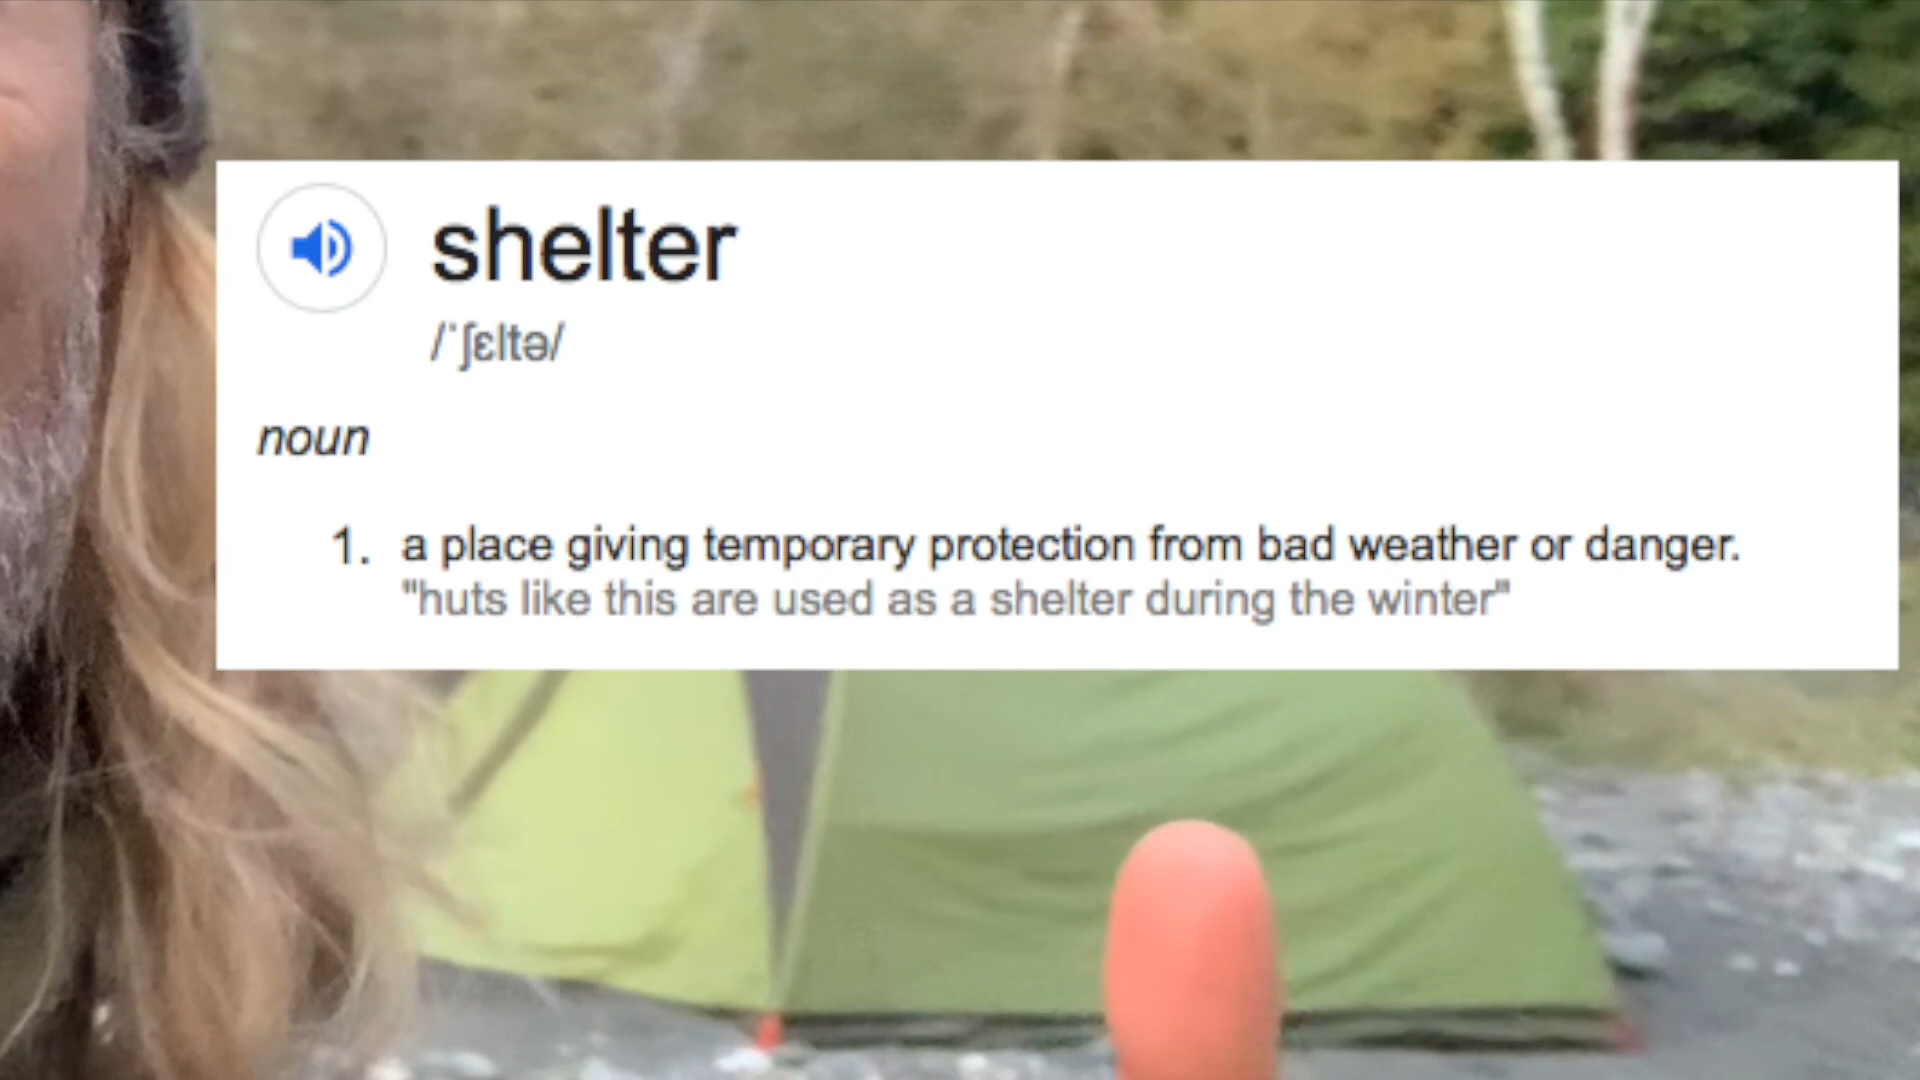 shelter
/ˈʃɛltə/
noun
1. a place giving temporary protection from bad weather or danger.
"huts like this are used as a shelter during the winter"